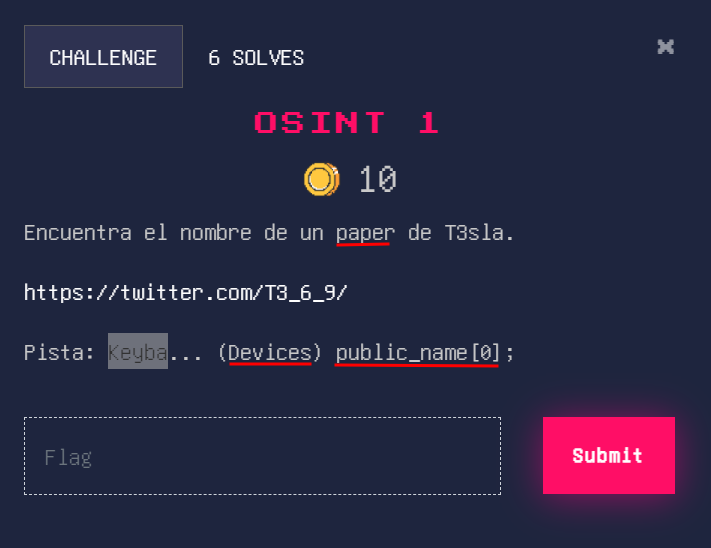 CHALLENGE
6 SOLVES
×
OSINT 1
10
Encuentra el nombre de un paper de T3sla.
https://twitter.com/T3_6_9/
Pista: Keyba... (Devices) public_name[0];
Flag
Submit